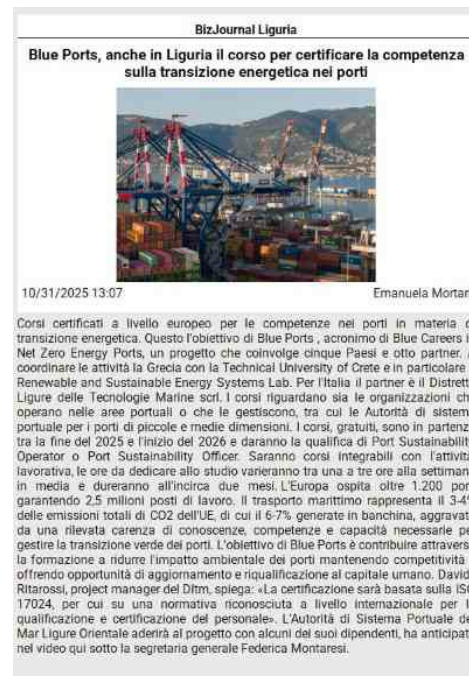 BizJournal Liguria
Blue Ports, anche in Liguria il corso per certificare la competenza
sulla transizione energetica nei porti
10/31/2025 13:07
Emanuela Mortar
Corsi certificati a livello europeo per le competenze nei porti in materia d
transizione energetica. Questo l'obiettivo di Blue Ports , acronimo di Blue Careers i
Net Zero Energy Ports, un progetto che coinvolge cinque Paesi e otto partner.
coordinare le attività la Grecia con la Technical University of Crete e in particolare
Renewable and Sustainable Energy Systems Lab. Per l'Italia il partner è il Distrett
Ligure delle Tecnologie Marine scrl. I corsi riguardano sia le organizzazioni ch
operano nelle aree portuali o che le gestiscono, tra cui le Autorità di sistem
portuale per i porti di piccole e medie dimensioni. I corsi, gratuiti, sono in partenz
tra la fine del 2025 e l'inizio del 2026 e daranno la qualifica di Port Sustainabilit
Operator o Port Sustainability Officer. Saranno corsi integrabili con l'attivit
lavorativa, le ore da dedicare allo studio varieranno tra una a tre ore alla settiman
in media e dureranno all'incirca due mesi. L'Europa ospita oltre 1.200 por
garantendo 2,5 milioni posti di lavoro. Il trasporto marittimo rappresenta il 3-4%
delle emissioni totali di CO2 dell'UE, di cui il 6-7% generate in banchina, aggravat
da una rilevata carenza di conoscenze, competenze e capacità necessarie pe
gestire la transizione verde dei porti. L'obiettivo di Blue Ports è contribuire attravers
la formazione a ridurre l'impatto ambientale dei porti mantenendo competitività
offrendo opportunità di aggiornamento e riqualificazione al capitale umano. David
Ritarossi, project manager del Dltm, spiega: «La certificazione sarà basata sulla ISO
17024, per cui su una normativa riconosciuta a livello internazionale per l
qualifica e certificazione del personale». L'Autorità di Sistema Portuale de
Mar Ligure Orientale aderirà al progetto con alcuni dei suoi dipendenti, ha anticipat
nel video qui sotto la segretaria generale Federica Montaresi.